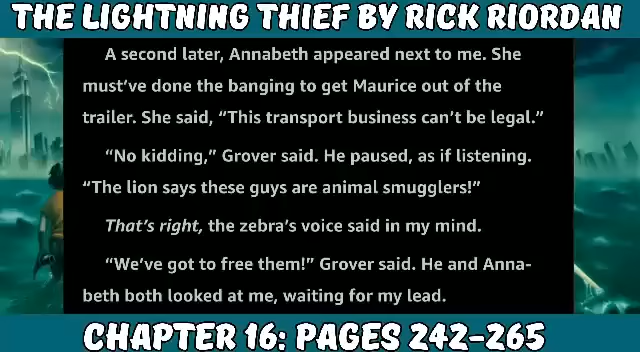 THE LIGHTNING THIEF BY RICK RIORDAN
A second later, Annabeth appeared next to me. She
must’ve done the banging to get Maurice out of the
trailer. She said, “This transport business can’t be legal.”
“No kidding,” Grover said. He paused, as if listening.
“The lion says these guys are animal smugglers!”
That’s right, the zebra’s voice said in my mind.
“We’ve got to free them!” Grover said. He and Anna-
beth both looked at me, waiting for my lead.
CHAPTER 16: PAGES 242-265